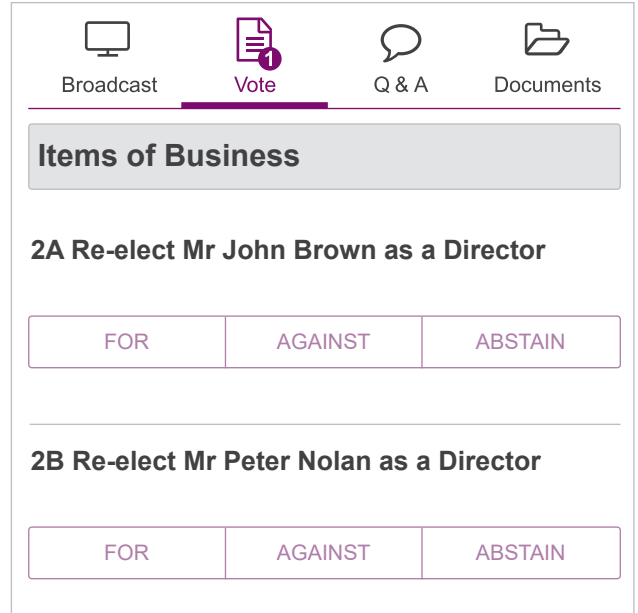 1
Broadcast Vote Q & A Documents
Items of Business
2A Re-elect Mr John Brown as a Director
FOR AGAINST ABSTAIN
2B Re-elect Mr Peter Nolan as a Director
FOR AGAINST ABSTAIN